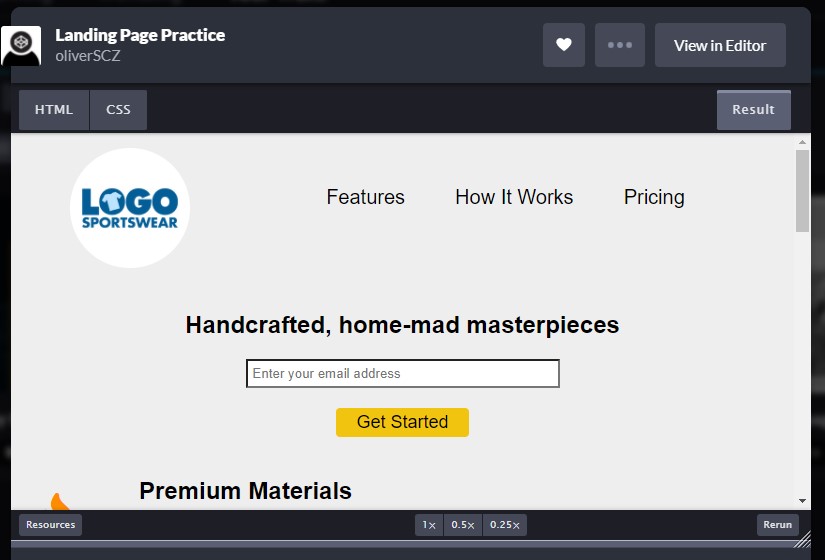 Landing Page Practice
oliverSCZ
View in Editor
HTML CSS Result
LOGO
SPORTSWEAR
Features How It Works Pricing
Handcrafted, home-mad masterpieces
Enter your email address
Get Started
Premium Materials
Resources 1× 0.5× 0.25× Rerun